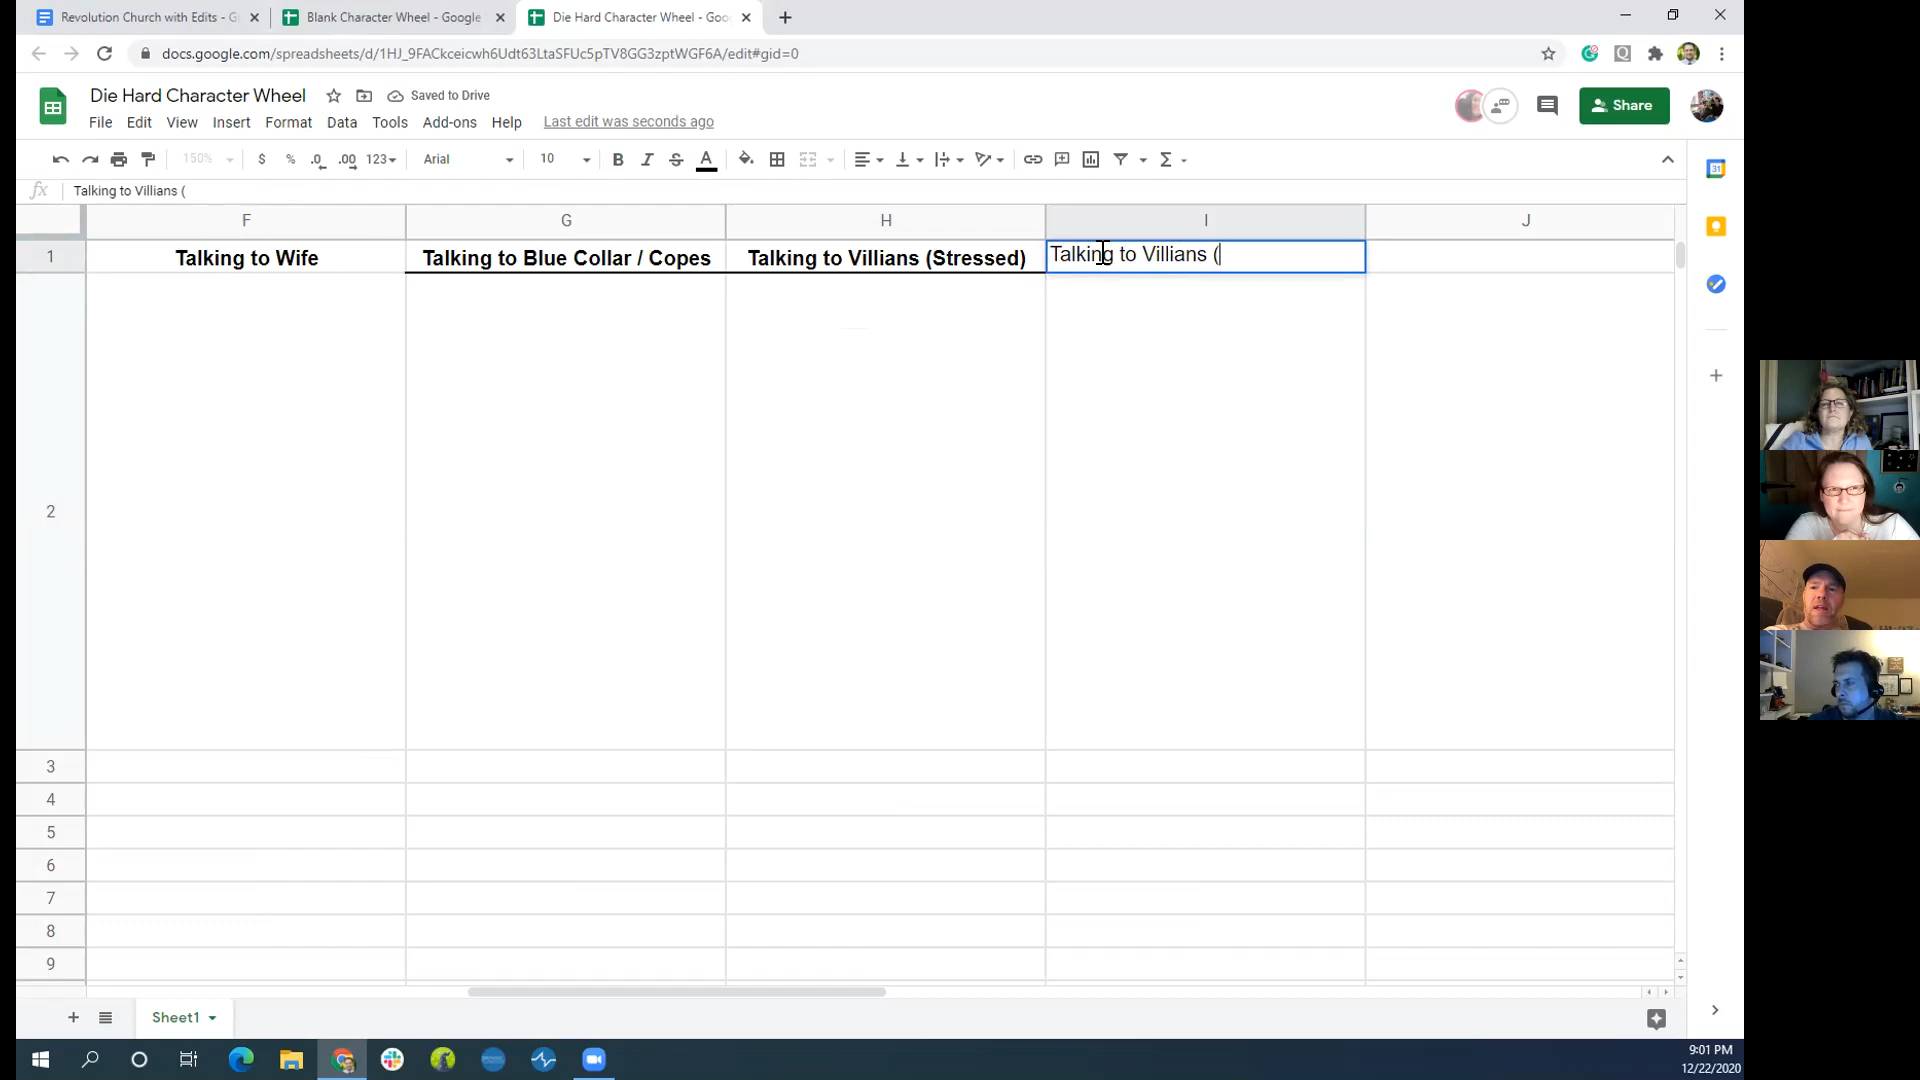 Revolution Church with Edits - G
Blank Character Wheel - Google
Die Hard Character Wheel - Goo
docs.google.com/spreadsheets/d/1HJ_9FACkceicwh6Udt63LtaSFUc5pTV8GG3zptWGF6A/edit#gid=0
Die Hard Character Wheel
Saved to Drive
Share
File Edit View Insert Format Data Tools Add-ons Help Last edit was seconds ago
150% $ % .0 .00 123 Arial 10 B I S A
fx Talking to Villians (
F G H I J
1 Talking to Wife Talking to Blue Collar / Copes Talking to Villians (Stressed) Talking to Villians (
2
3
4
5
6
7
8
9
Sheet1
9:01 PM
12/22/2020